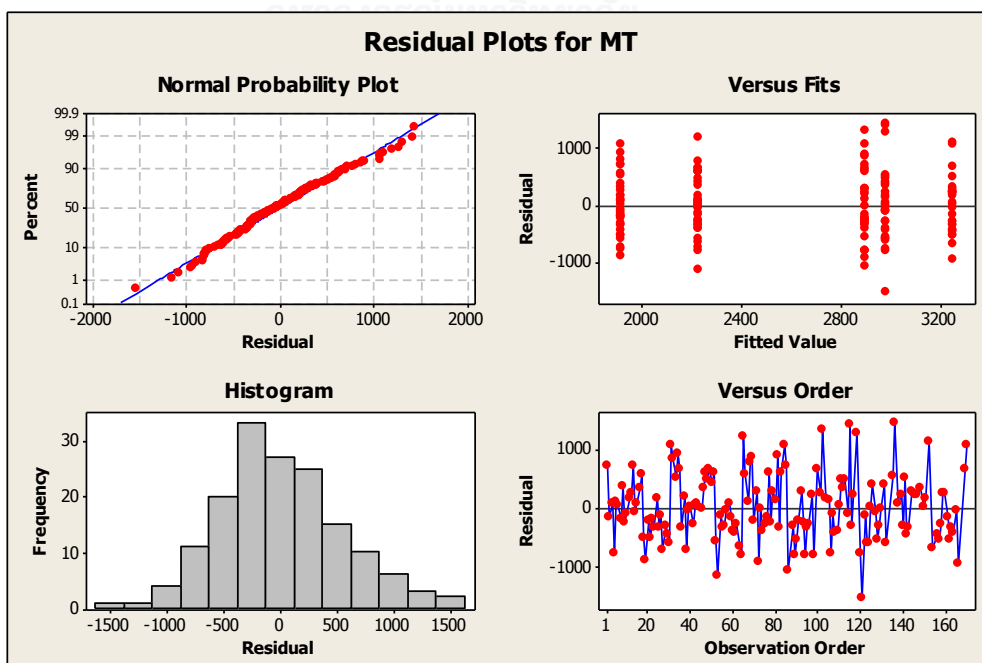 Residual Plots for MT
Normal Probability Plot
99.9
99
90
50
10
1
0.1
Percent
-2000 -1000 0 1000 2000
Residual
Versus Fits
1000
0
-1000
Residual
2000 2400 2800 3200
Fitted Value
Histogram
30
20
10
0
Frequency
-1500 -1000 -500 0 500 1000 1500
Residual
Versus Order
1000
0
-1000
Residual
1 20 40 60 80 100 120 140 160
Observation Order